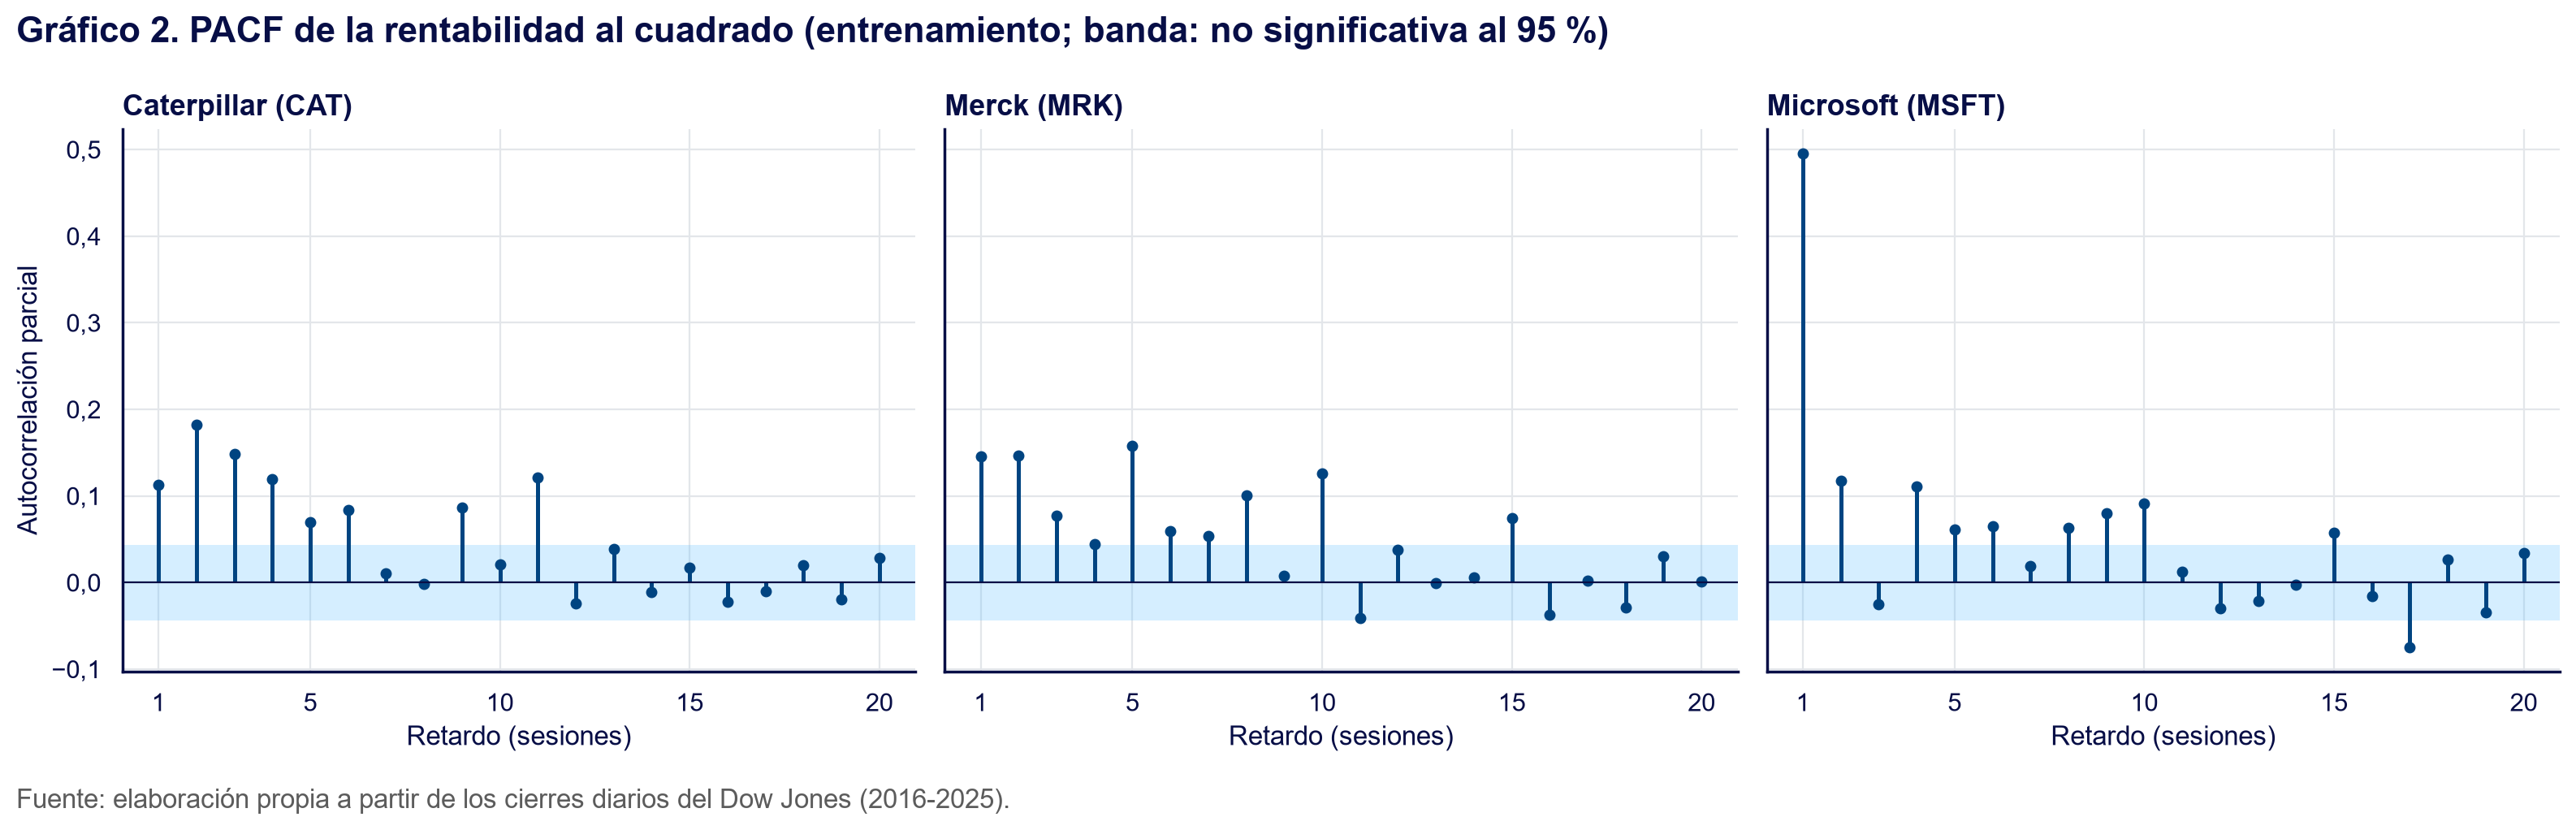 Gráfico 2. PACF de la rentabilidad al cuadrado (entrenamiento; banda: no significativa al 95 %)
Caterpillar (CAT)
Merck (MRK)
Microsoft (MSFT)
Autocorrelación parcial
0,5
0,4
0,3
0,2
0,1
0,0
−0,1
1 5 10 15 20
1 5 10 15 20
1 5 10 15 20
Retardo (sesiones)
Retardo (sesiones)
Retardo (sesiones)
Fuente: elaboración propia a partir de los cierres diarios del Dow Jones (2016-2025).